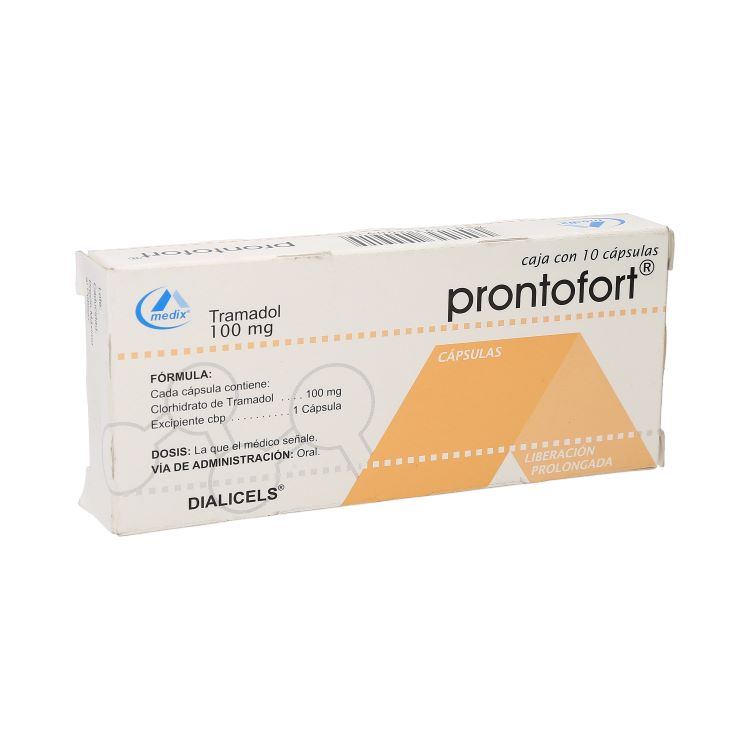 prontofort®
medix
caja con 10 cápsulas
prontofort®
medix®
Tramadol
100 mg
CÁPSULAS
FÓRMULA:
Cada cápsula contiene:
Clorhidrato de Tramadol .... 100 mg
Excipiente cbp .......... 1 Cápsula
DOSIS: La que el médico señale.
VÍA DE ADMINISTRACIÓN: Oral.
LIBERACIÓN
PROLONGADA
DIALICELS®